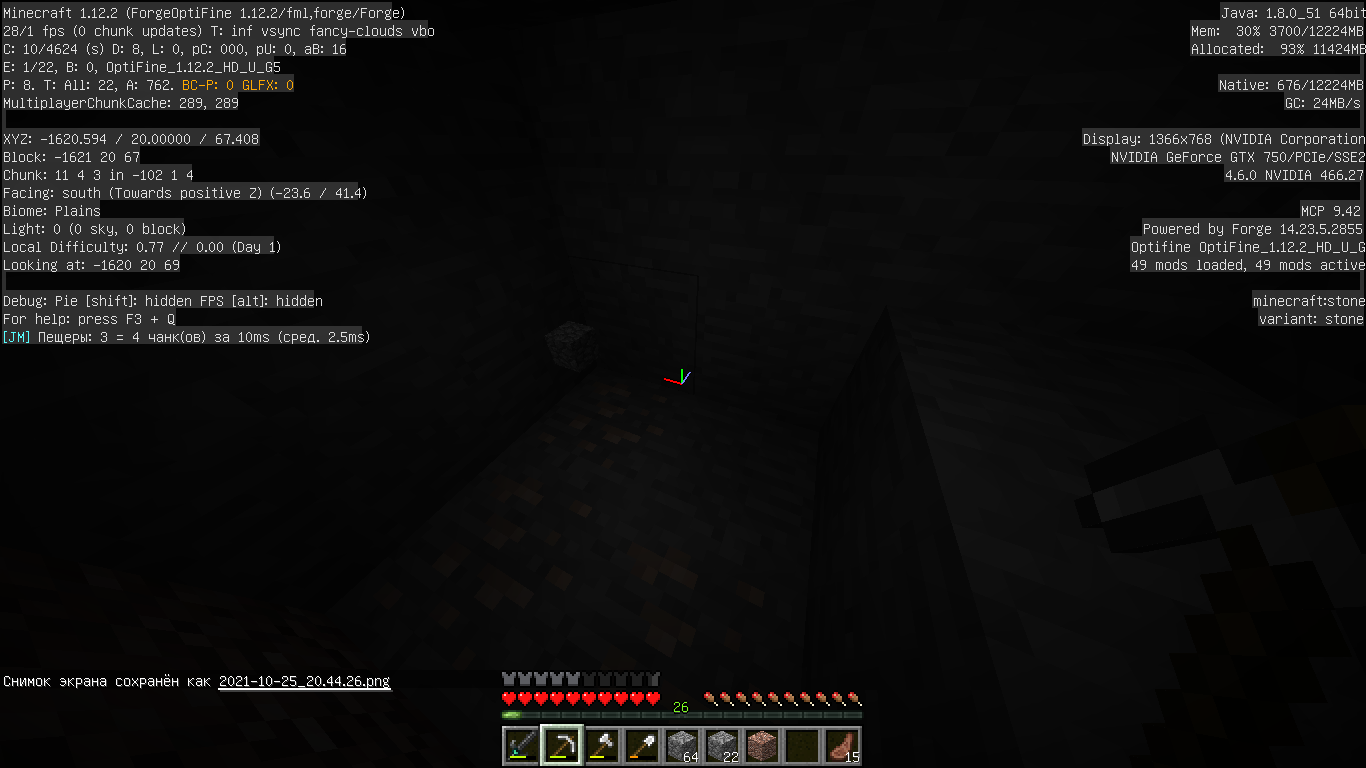 Minecraft 1.12.2 (ForgeOptiFine 1.12.2/fml,forge/Forge)
28/1 fps (0 chunk updates) T: inf vsync fancy-clouds vbo
C: 10/4624 (s) D: 8, L: 0, pC: 000, pU: 0, aB: 16
E: 1/22, B: 0, OptiFine_1.12.2_HD_U_G5
P: 8. T: All: 22, A: 762. BC-P: 0 GLFX: 0
MultiplayerChunkCache: 289, 289
XYZ: -1620.594 / 20.00000 / 67.408
Block: -1621 20 67
Chunk: 11 4 3 in -102 1 4
Facing: south (Towards positive Z) (-23.6 / 41.4)
Biome: Plains
Light: 0 (0 sky, 0 block)
Local Difficulty: 0.77 // 0.00 (Day 1)
Looking at: -1620 20 69
Debug: Pie [shift]: hidden FPS [alt]: hidden
For help: press F3 + Q
[JM] Пещеры: 3 = 4 чанк(ов) за 10ms (сред. 2.5ms)
Java: 1.8.0_51 64bit
Mem: 30% 3700/12224MB
Allocated: 93% 11424MB
Native: 676/12224MB
GC: 24MB/s
Display: 1366x768 (NVIDIA Corporation
NVIDIA GeForce GTX 750/PCIe/SSE2
4.6.0 NVIDIA 466.27
MCP 9.42
Powered by Forge 14.23.5.2855
Optifine OptiFine_1.12.2_HD_U_G
49 mods loaded, 49 mods active
minecraft:stone
variant: stone
Снимок экрана сохранён как 2021-10-25_20.44.26.png
26
64
22
15